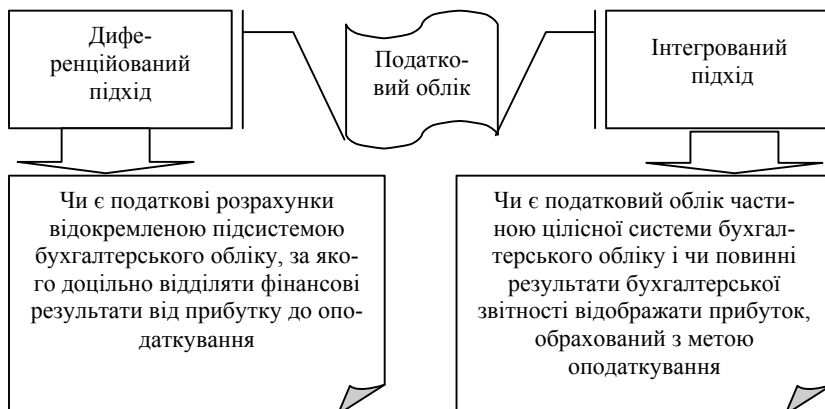 Дифе-
ренційований
підхід
Податко-
вий облік
Інтегрований
підхід
Чи є податкові розрахунки
відокремленою підсистемою
бухгалтерського обліку, за яко-
го доцільно відділяти фінансові
результати від прибутку до опо-
даткування
Чи є податковий облік части-
ною цілісної системи бухгал-
терського обліку і чи повинні
результати бухгалтерської
звітності відображати прибуток,
обрахований з метою
оподаткування